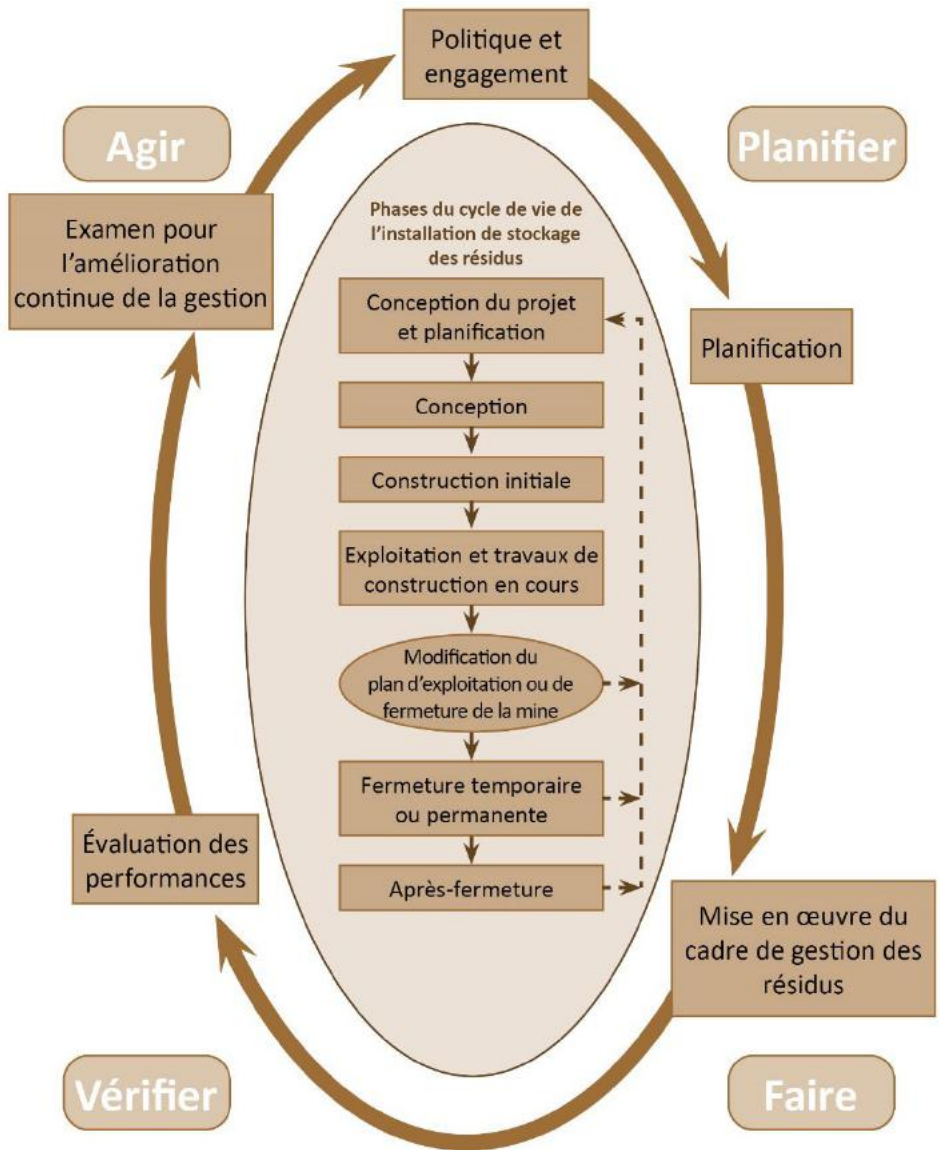 Politique et
engagement
Agir
Planifier
Examen pour
l'amélioration
continue de la gestion
Phases du cycle de vie de
l'installation de stockage
des résidus
Conception du projet
et planification
Planification
Conception
Construction initiale
Exploitation et travaux de
construction en cours
Modification du
plan d'exploitation ou de
fermeture de la mine
Fermeture temporaire
ou permanente
Évaluation des
performances
Après-fermeture
Mise en œuvre du
cadre de gestion des
résidus
Vérifier
Faire